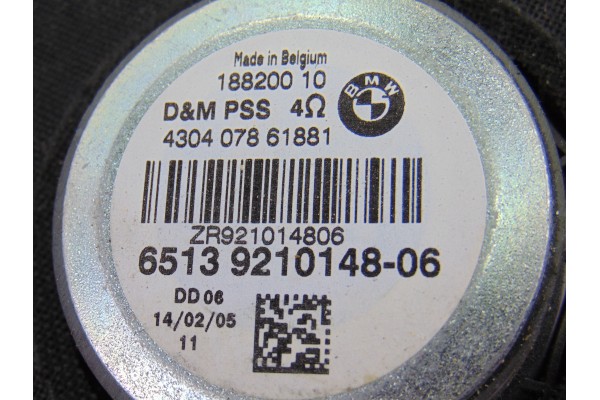 Made in Belgium
188200 10
BMW
D&M PSS 4Ω
4304 078 61881
ZR921014806
6513 9210148-06
DD 06
14/02/05
11